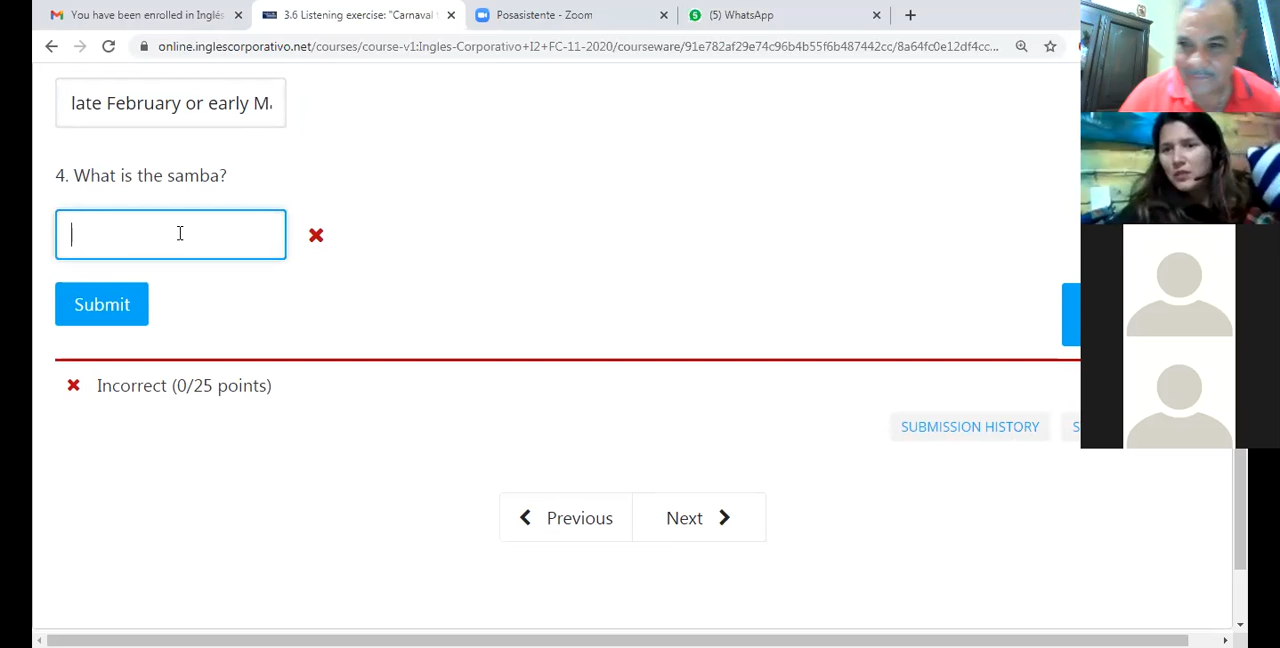 You have been enrolled in Inglés
3.6 Listening exercise: "Carnaval
Posasistente - Zoom
(5) WhatsApp
online.inglescorporativo.net/courses/course-v1:Ingles-Corporativo+I2+FC-11-2020/courseware/91e782af29e74c96b4b55f6b487442cc/8a64fc0e12df4cc...
late February or early Ma
4. What is the samba?
Submit
Incorrect (0/25 points)
SUBMISSION HISTORY
S
Previous
Next